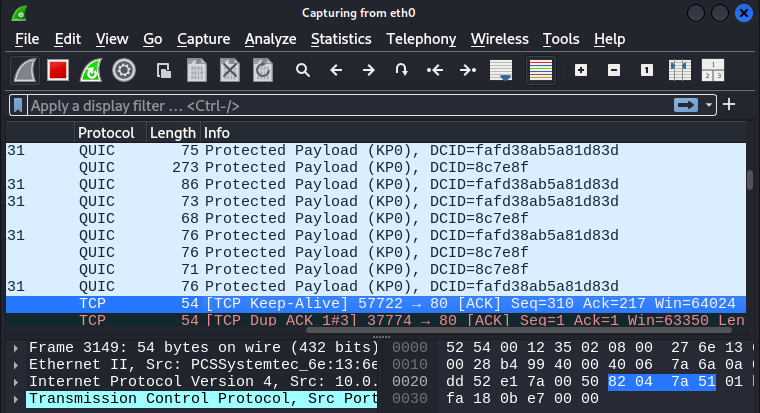 Capturing from eth0
File Edit View Go Capture Analyze Statistics Telephony Wireless Tools Help
Apply a display filter ... <Ctrl-/>
Protocol Length Info
31 QUIC 75 Protected Payload (KP0), DCID=fafd38ab5a81d83d
QUIC 273 Protected Payload (KP0), DCID=8c7e8f
31 QUIC 86 Protected Payload (KP0), DCID=fafd38ab5a81d83d
31 QUIC 73 Protected Payload (KP0), DCID=fafd38ab5a81d83d
QUIC 68 Protected Payload (KP0), DCID=8c7e8f
31 QUIC 76 Protected Payload (KP0), DCID=fafd38ab5a81d83d
QUIC 76 Protected Payload (KP0), DCID=8c7e8f
QUIC 71 Protected Payload (KP0), DCID=8c7e8f
31 QUIC 76 Protected Payload (KP0), DCID=fafd38ab5a81d83d
TCP 54 [TCP Keep-Alive] 57722 → 80 [ACK] Seq=310 Ack=217 Win=64024
TCP 54 [TCP Dup ACK 1#3] 37774 → 80 [ACK] Seq=1 Ack=1 Win=63350 Len
Frame 3149: 54 bytes on wire (432 bits) 0000 52 54 00 12 35 02 08 00 27 6e 13
Ethernet II, Src: PCSSystemtec_6e:13:6e 0010 00 28 b4 99 40 00 40 06 7a 6a 0a
Internet Protocol Version 4, Src: 10.0. 0020 dd 52 e1 7a 00 50 82 04 7a 51 01
Transmission Control Protocol, Src Port 0030 fa 18 0b e7 00 00